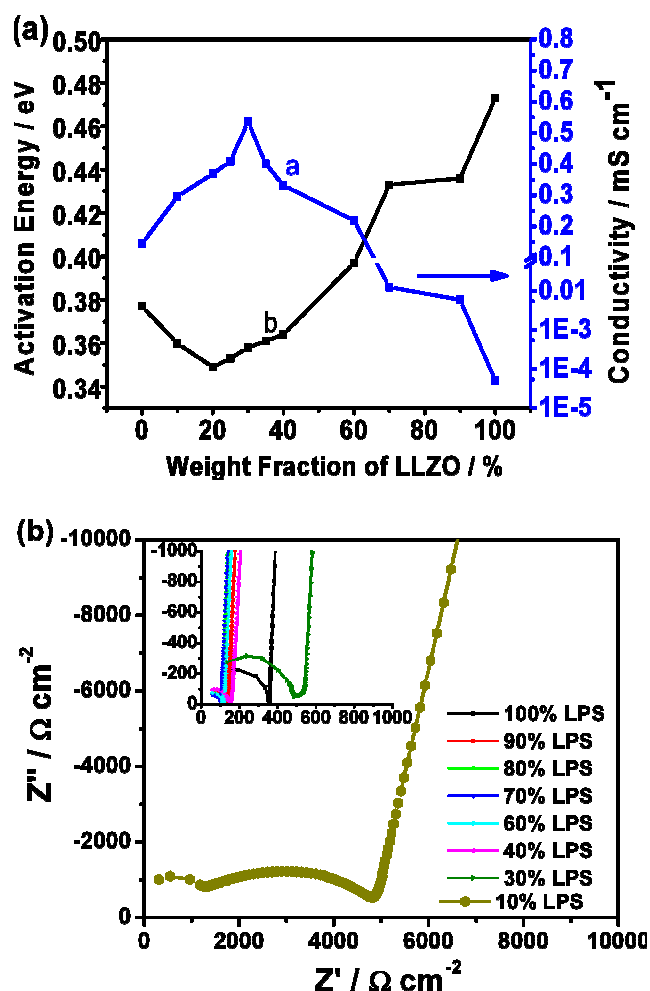 (a)
0.50
0.48
0.46
0.44
0.42
0.40
0.38
0.36
0.34
Activation Energy / eV
0.8
0.7
0.6
0.5
0.4
0.3
0.2
0.1
0.01
1E-3
1E-4
1E-5
Conductivity / mS cm⁻¹
a
b
0 20 40 60 80 100
Weight Fraction of LLZO / %
(b)
-10000
-8000
-6000
-4000
-2000
0
Z'' / Ω cm⁻²
-1000
-800
-600
-400
-200
0
0 200 400 600 800 1000
100% LPS
90% LPS
80% LPS
70% LPS
60% LPS
40% LPS
30% LPS
10% LPS
0 2000 4000 6000 8000 10000
Z' / Ω cm⁻²